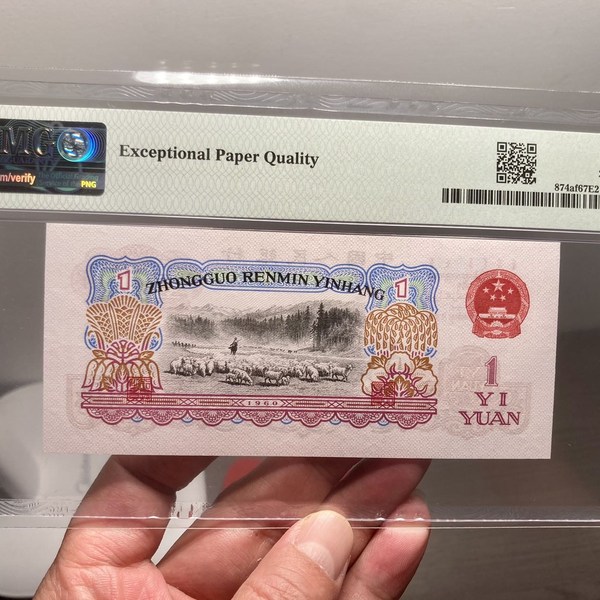 PMG
m/verify
PNG
Exceptional Paper Quality
874af67E2
1
ZHONGGUO RENMIN YINHANG
1
1960
1
YI
YUAN